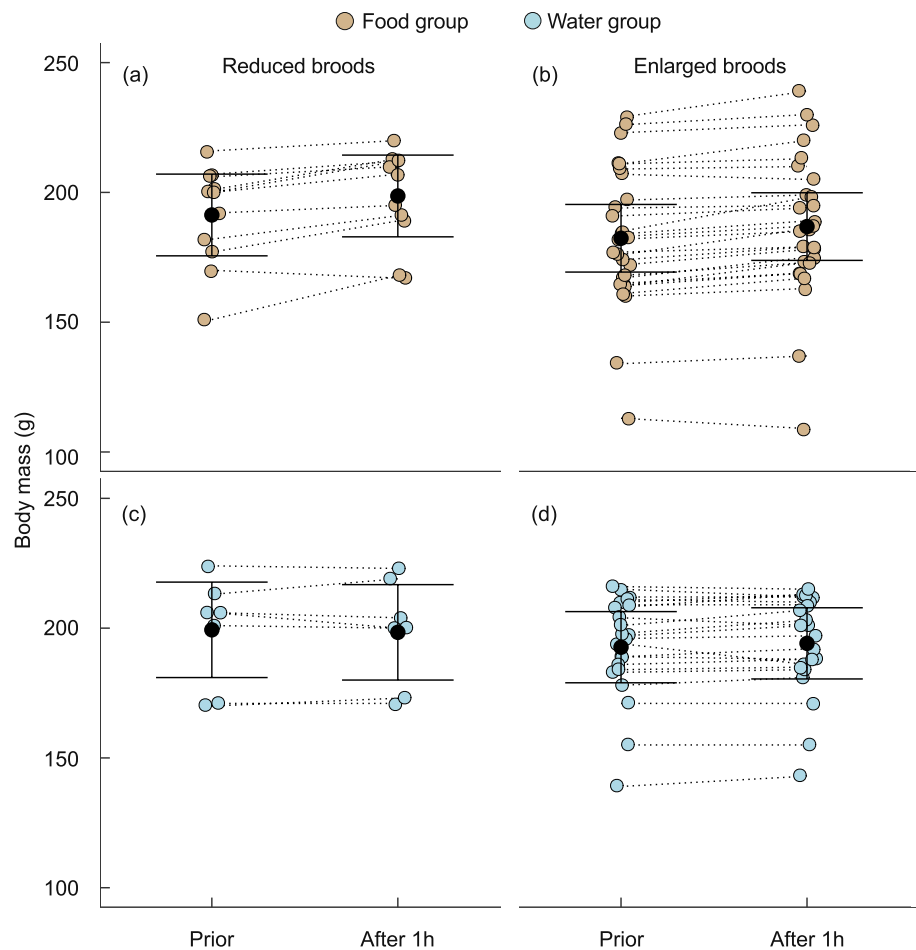 Food group Water group
(a) Reduced broods (b) Enlarged broods
250
200
150
100
Body mass (g)
(c) (d)
250
200
150
100
Prior After 1h Prior After 1h